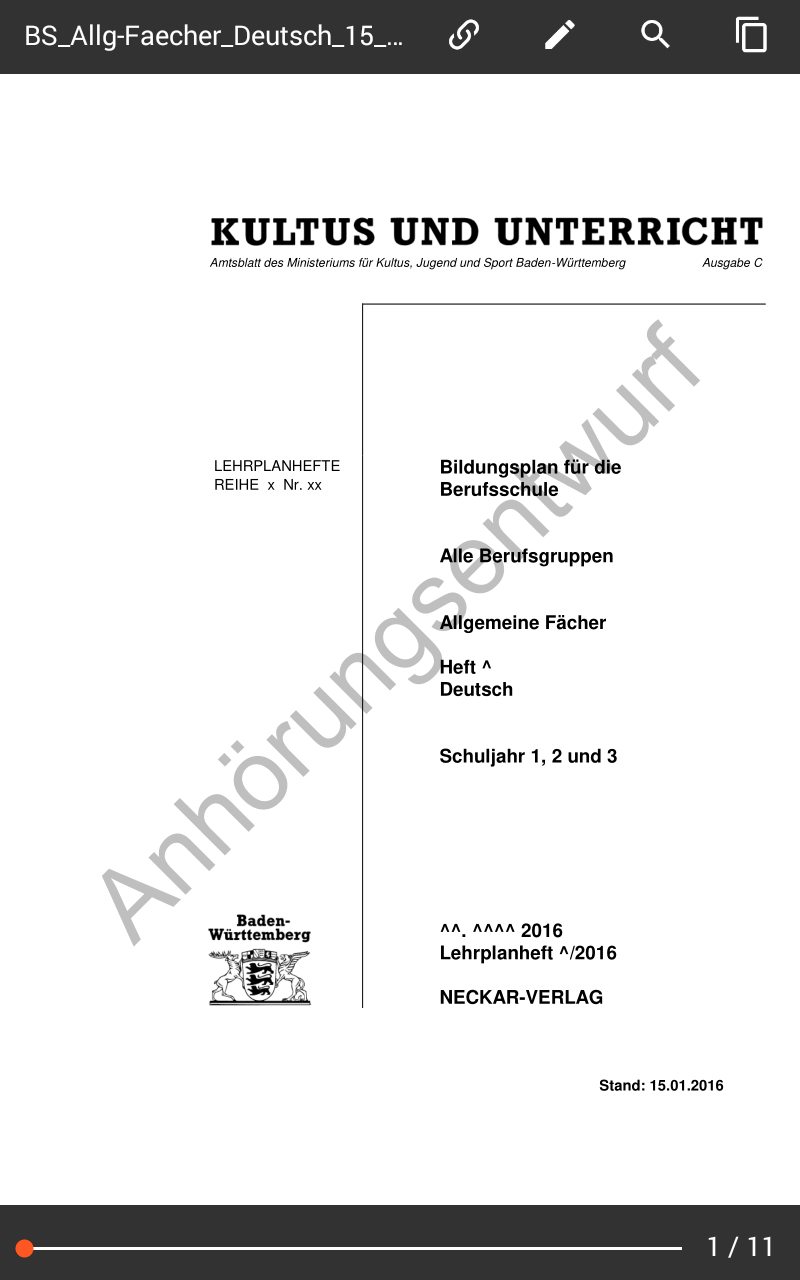 BS_Allg-Faecher_Deutsch_15_...
KULTUS UND UNTERRICHT
Amtsblatt des Ministeriums für Kultus, Jugend und Sport Baden-Württemberg Ausgabe C
LEHRPLANHEFTE
REIHE x Nr. xx
Bildungsplan für die
Berufsschule
Alle Berufsgruppen
Allgemeine Fächer
Heft ^
Deutsch
Schuljahr 1, 2 und 3
Anhörungsentwurf
Baden-
Württemberg
^^. ^^^^ 2016
Lehrplanheft ^/2016
NECKAR-VERLAG
Stand: 15.01.2016
1 / 11